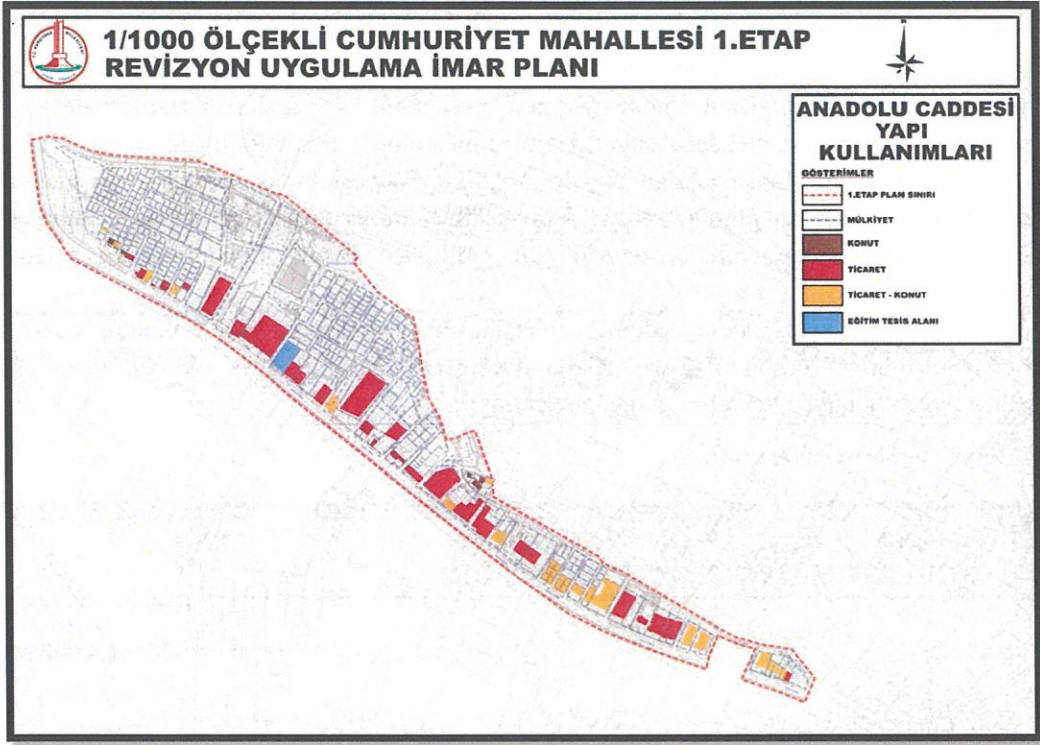 1/1000 ÖLÇEKLİ CUMHURİYET MAHALLESİ 1.ETAP
REVİZYON UYGULAMA İMAR PLANI
ANADOLU CADDESİ
YAPI
KULLANIMLARI
GÖSTERİMLER
1.ETAP PLAN SINIRI
MÜLKİYET
KONUT
TİCARET
TİCARET - KONUT
EĞİTİM TESİS ALANI